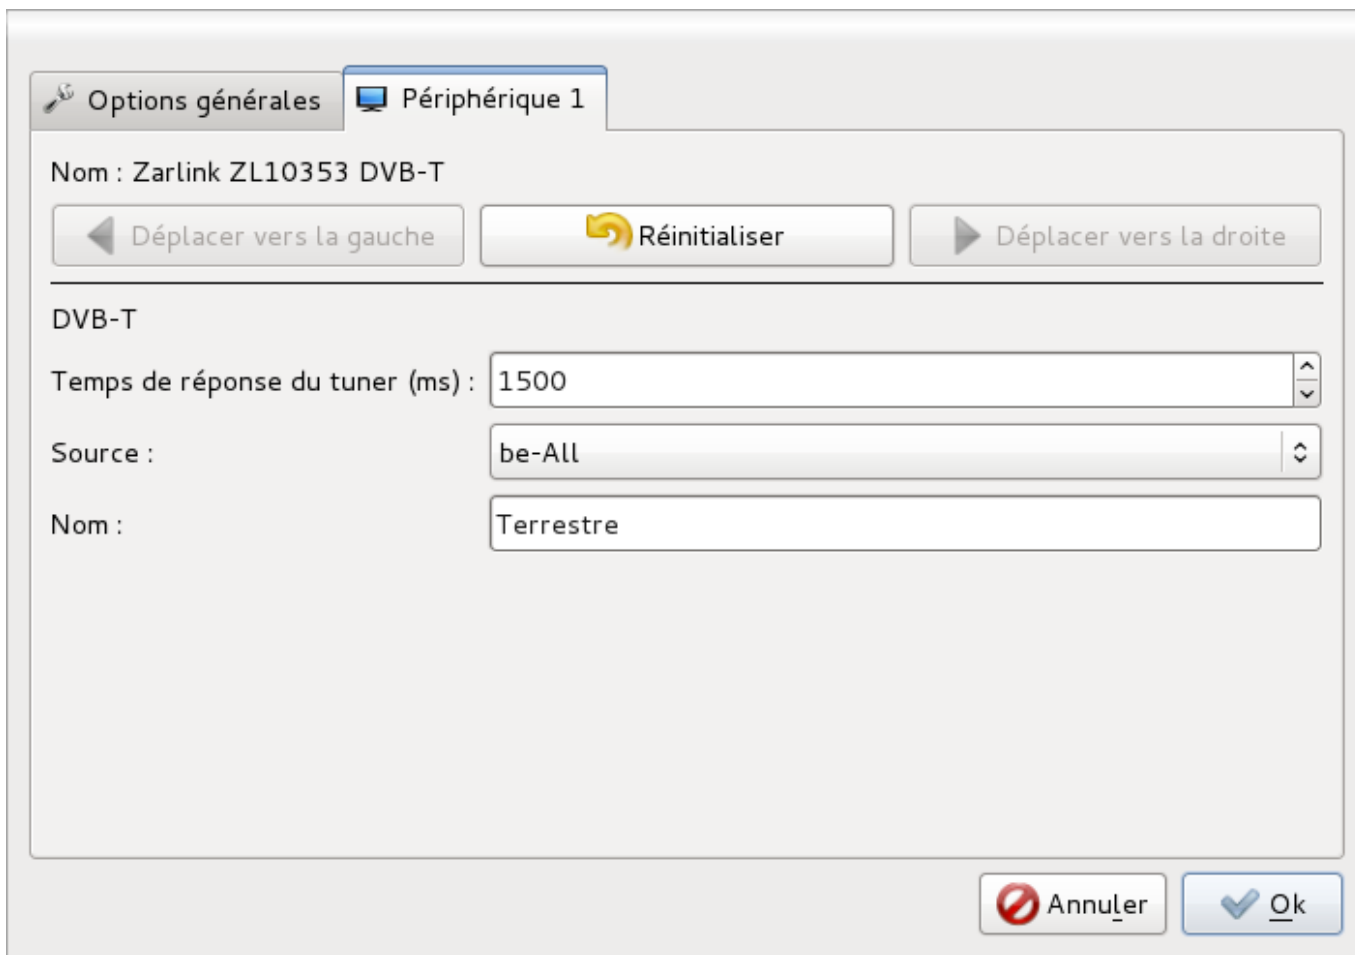 Options générales
Périphérique 1
Nom : Zarlink ZL10353 DVB-T
Déplacer vers la gauche
Réinitialiser
Déplacer vers la droite
DVB-T
Temps de réponse du tuner (ms) :
1500
Source :
be-All
Nom :
Terrestre
Annuler
Ok